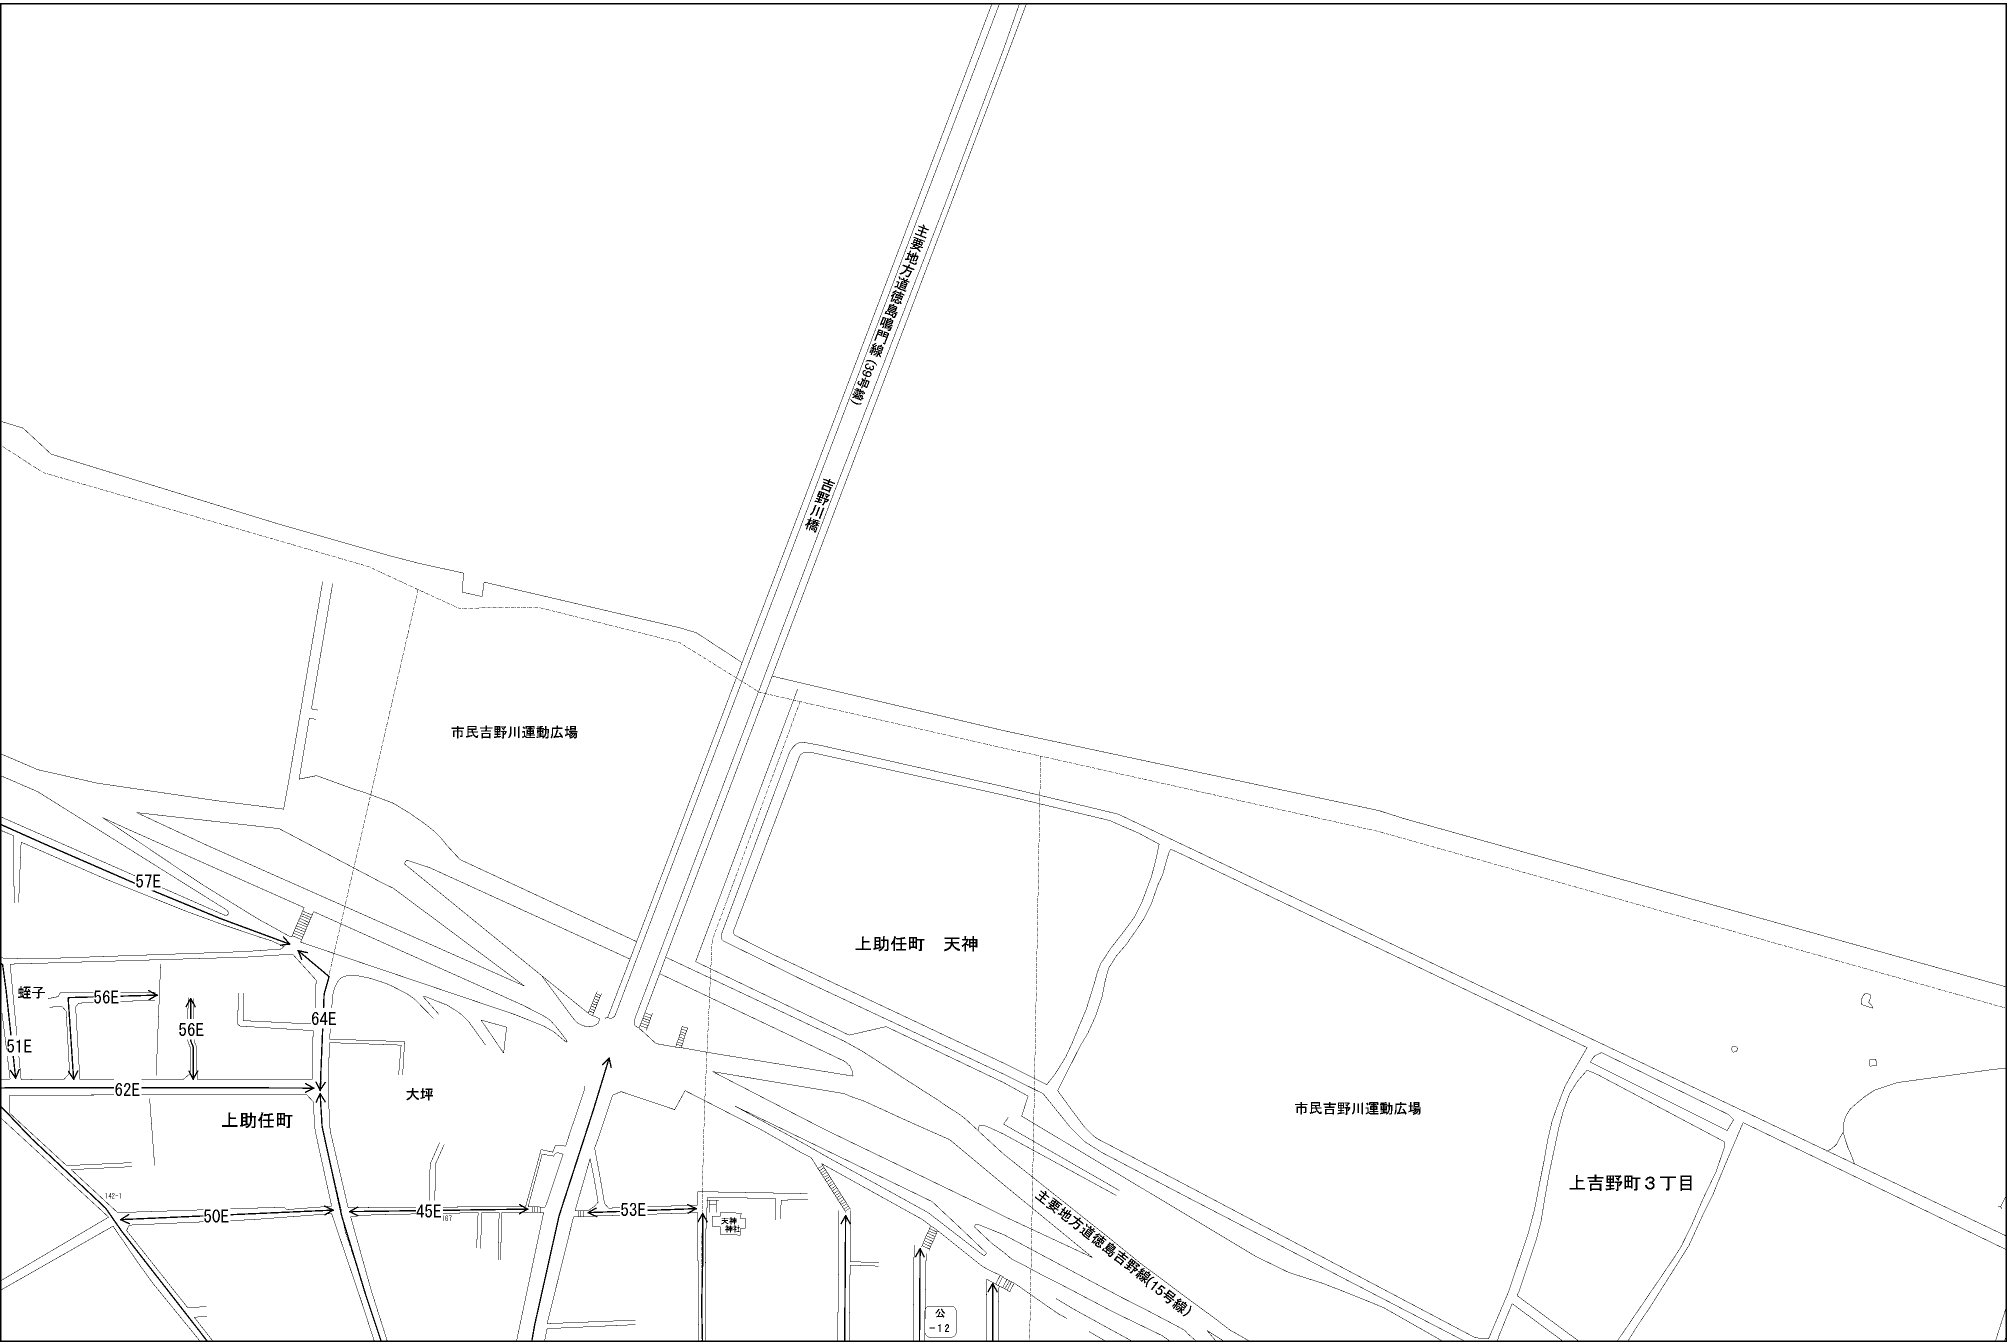 主要地方道徳島鳴門線(39号線)
吉野川橋
市民吉野川運動広場
57E
上助任町 天神
蛭子
56E
56E
64E
51E
62E
大坪
上助任町
市民吉野川運動広場
上吉野町3丁目
142-1
50E
45E
53E
天神
神社
主要地方道徳島吉野線(15号線)
公
-12